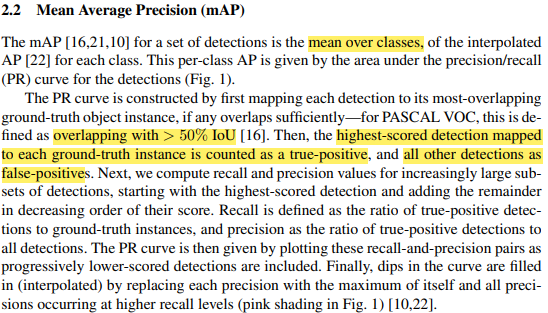 2.2 Mean Average Precision (mAP)
The mAP [16,21,10] for a set of detections is the mean over classes, of the interpolated
AP [22] for each class. This per-class AP is given by the area under the precision/recall
(PR) curve for the detections (Fig. 1).
The PR curve is constructed by first mapping each detection to its most-overlapping
ground-truth object instance, if any overlaps sufficiently—for PASCAL VOC, this is de-
fined as overlapping with > 50% IoU [16]. Then, the highest-scored detection mapped
to each ground-truth instance is counted as a true-positive, and all other detections as
false-positives. Next, we compute recall and precision values for increasingly large sub-
sets of detections, starting with the highest-scored detection and adding the remainder
in decreasing order of their score. Recall is defined as the ratio of true-positive detec-
tions to ground-truth instances, and precision as the ratio of true-positive detections to
all detections. The PR curve is then given by plotting these recall-and-precision pairs as
progressively lower-scored detections are included. Finally, dips in the curve are filled
in (interpolated) by replacing each precision with the maximum of itself and all preci-
sions occurring at higher recall levels (pink shading in Fig. 1) [10,22].